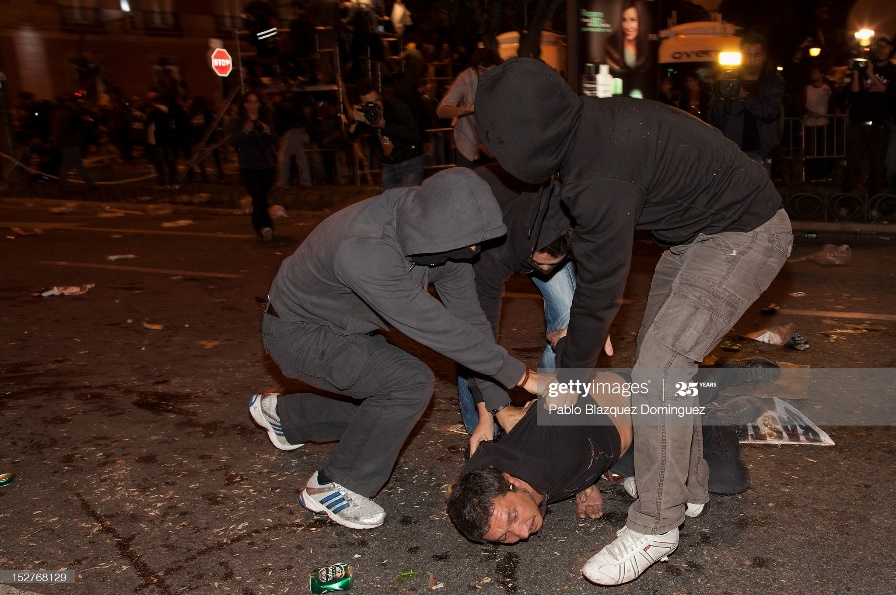 STOP
OVER
gettyimages®
25 YEARS
Pablo Blazquez Dominguez
152768129